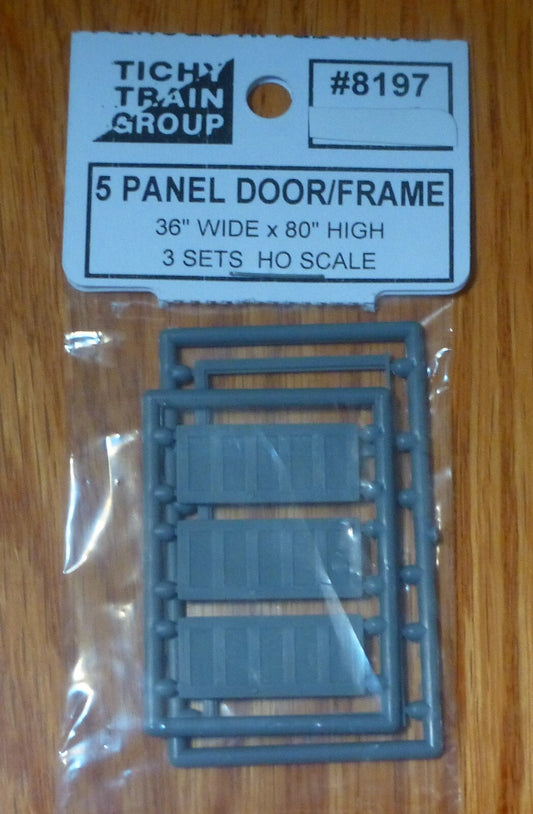 TICHY
TRAIN
GROUP
#8197
5 PANEL DOOR/FRAME
36" WIDE x 80" HIGH
3 SETS HO SCALE